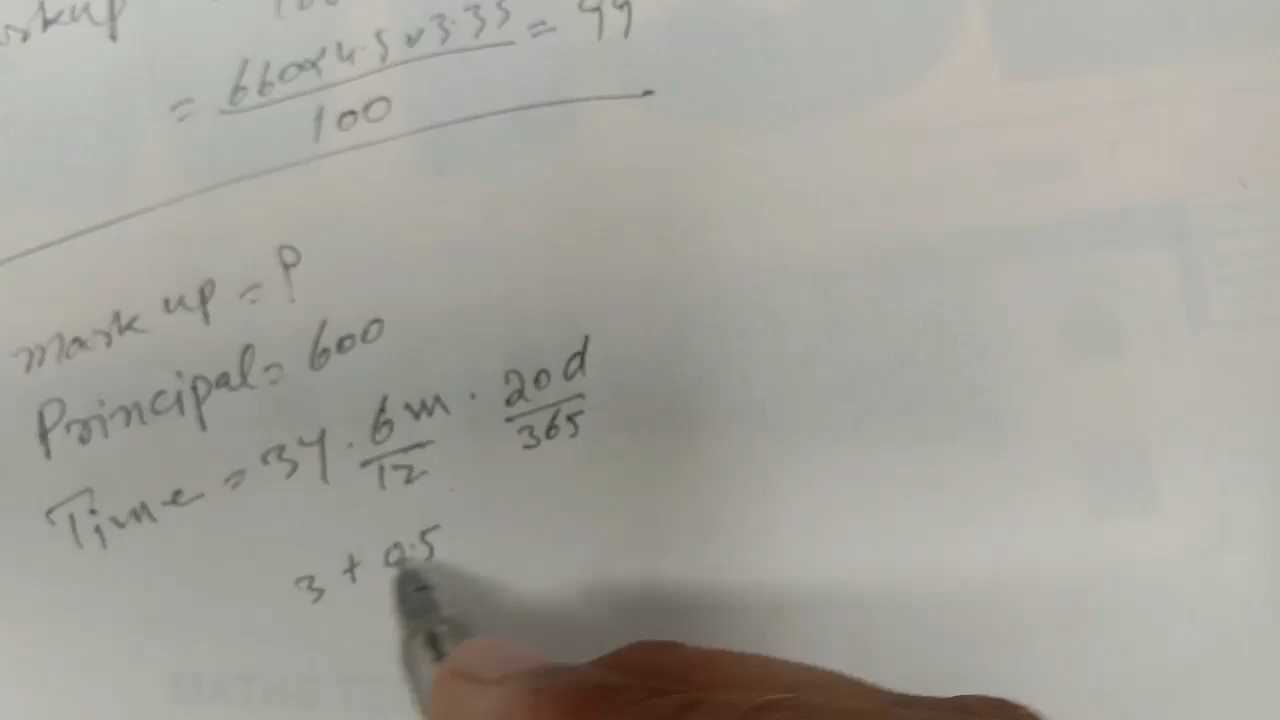 = 660×4.5×3.35 = 99
100
mark up = ?
Principal = 600
Time = 3Y . 6m . 20d
12 365
3 + 0.5